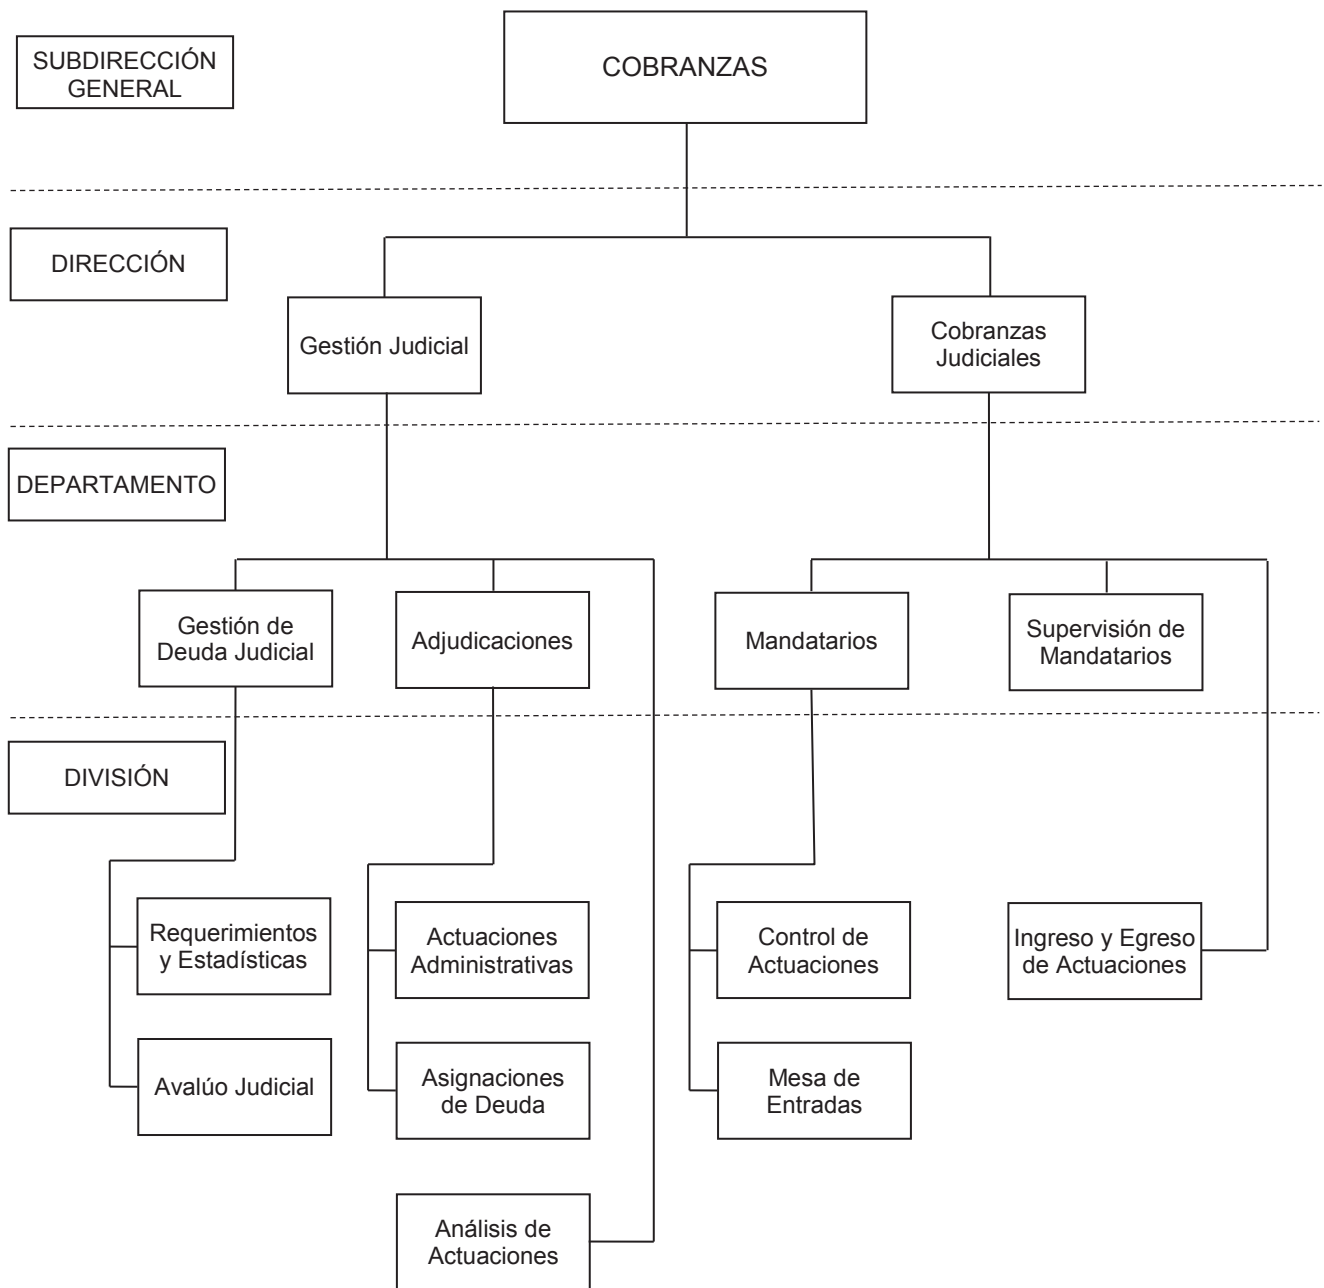 SUBDIRECCIÓN
GENERAL
COBRANZAS
DIRECCIÓN
Gestión Judicial
Cobranzas
Judiciales
DEPARTAMENTO
Gestión de
Deuda Judicial
Adjudicaciones
Mandatarios
Supervisión de
Mandatarios
DIVISIÓN
Requerimientos
y Estadísticas
Actuaciones
Administrativas
Control de
Actuaciones
Ingreso y Egreso
de Actuaciones
Avalúo Judicial
Asignaciones
de Deuda
Mesa de
Entradas
Análisis de
Actuaciones